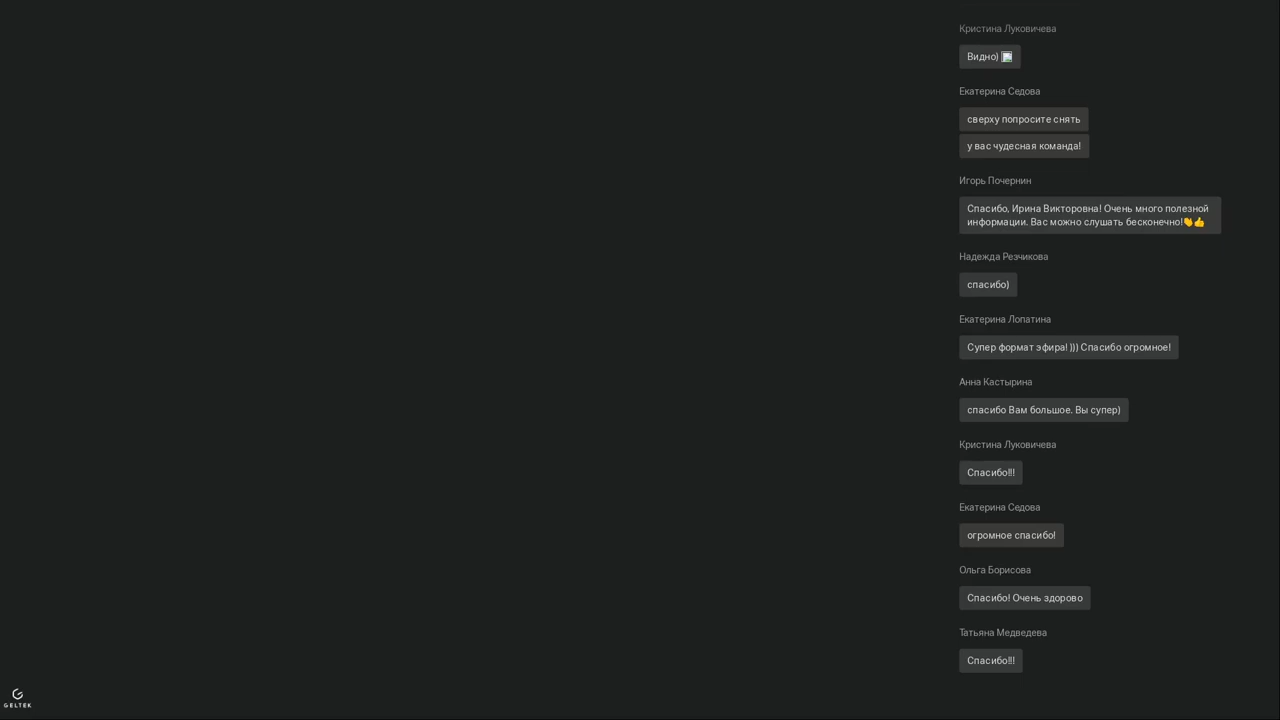 Кристина Луковичева
Видно)
Екатерина Седова
сверху попросите снять
у вас чудесная команда!
Игорь Почернин
Спасибо, Ирина Викторовна! Очень много полезной
информации. Вас можно слушать бесконечно!👏👍
Надежда Резчикова
спасибо)
Екатерина Лопатина
Супер формат эфира! ))) Спасибо огромное!
Анна Кастырина
спасибо Вам большое. Вы супер)
Кристина Луковичева
Спасибо!!!
Екатерина Седова
огромное спасибо!
Ольга Борисова
Спасибо! Очень здорово
Татьяна Медведева
Спасибо!!!
GELTEK